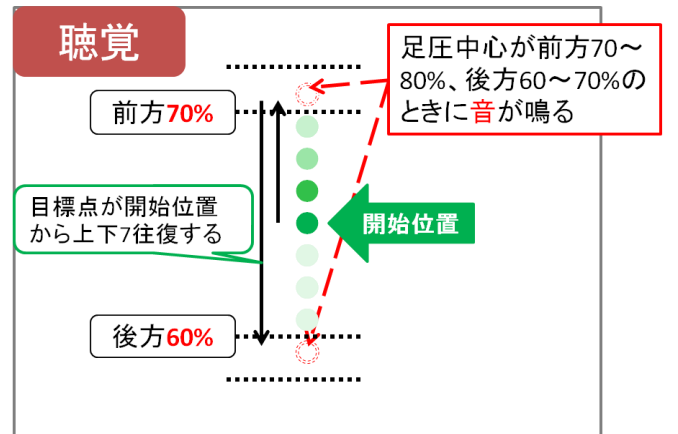 聴覚
足圧中心が前方70～
80%、後方60～70%の
ときに音が鳴る
前方70%
目標点が開始位置
から上下7往復する
開始位置
後方60%